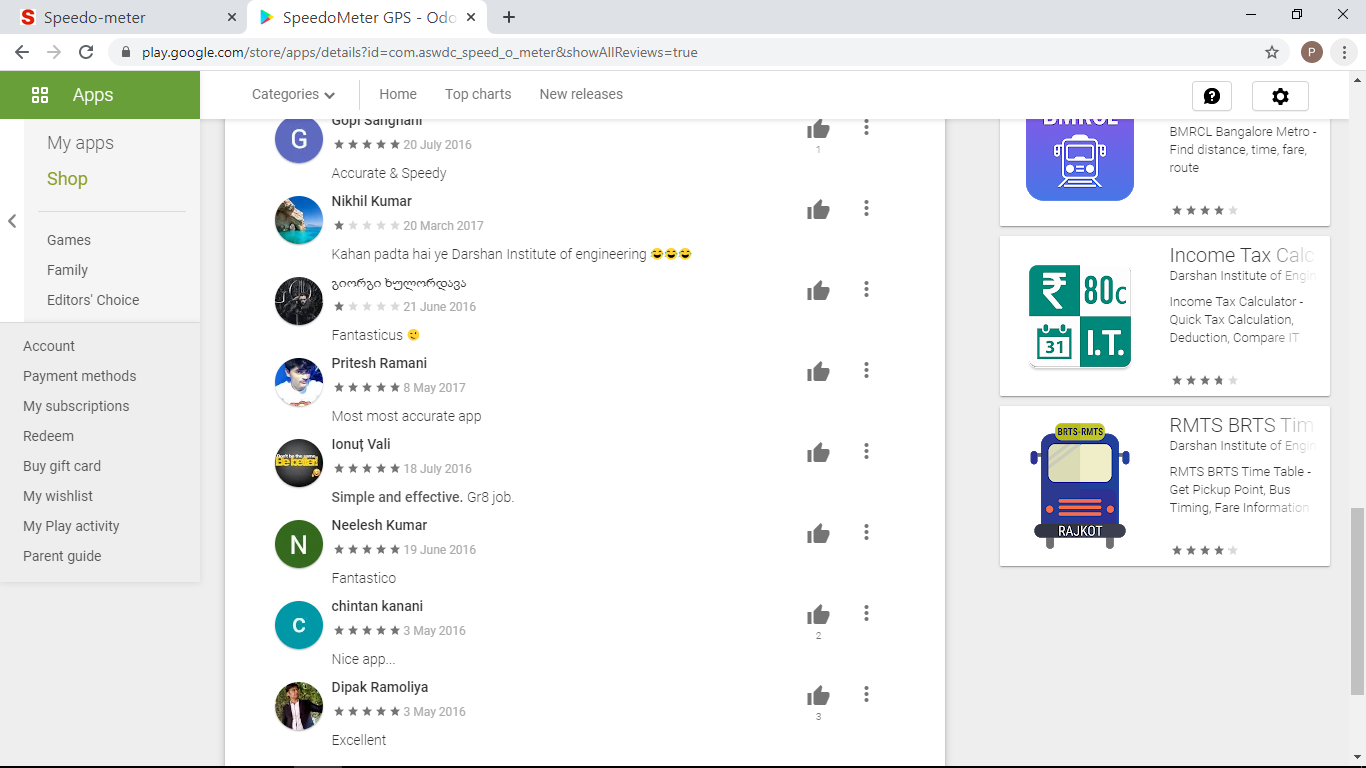 Speedo-meter
SpeedoMeter GPS - Odo
play.google.com/store/apps/details?id=com.aswdc_speed_o_meter&showAllReviews=true
P
Apps
Categories
Home
Top charts
New releases
My apps
Shop
Games
Family
Editors' Choice
Account
Payment methods
My subscriptions
Redeem
Buy gift card
My wishlist
My Play activity
Parent guide
G
Gopi Sanghani
20 July 2016
1
Accurate & Speedy
Nikhil Kumar
20 March 2017
Kahan padta hai ye Darshan Institute of engineering 😂😂😂
გიორგი ხულორდავა
21 June 2016
Fantasticus 🙂
Pritesh Ramani
8 May 2017
Most most accurate app
Don't be the same,
Be better!
Ionuț Vali
18 July 2016
Simple and effective. Gr8 job.
N
Neelesh Kumar
19 June 2016
Fantastico
c
chintan kanani
3 May 2016
2
Nice app...
Dipak Ramoliya
3 May 2016
3
Excellent
BMRCL
BMRCL Bangalore Metro -
Find distance, time, fare,
route
₹ 80c
31 I.T.
Income Tax Calc
Darshan Institute of Engin
Income Tax Calculator -
Quick Tax Calculation,
Deduction, Compare IT
BRTS-RMTS
RAJKOT
RMTS BRTS Tim
Darshan Institute of Engin
RMTS BRTS Time Table -
Get Pickup Point, Bus
Timing, Fare Information